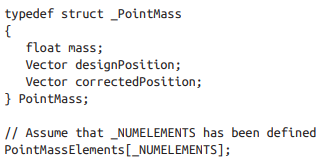 typedef struct _PointMass
{
float mass;
Vector designPosition;
Vector correctedPosition;
} PointMass;
// Assume that _NUMELEMENTS has been defined
PointMassElements[_NUMELEMENTS];